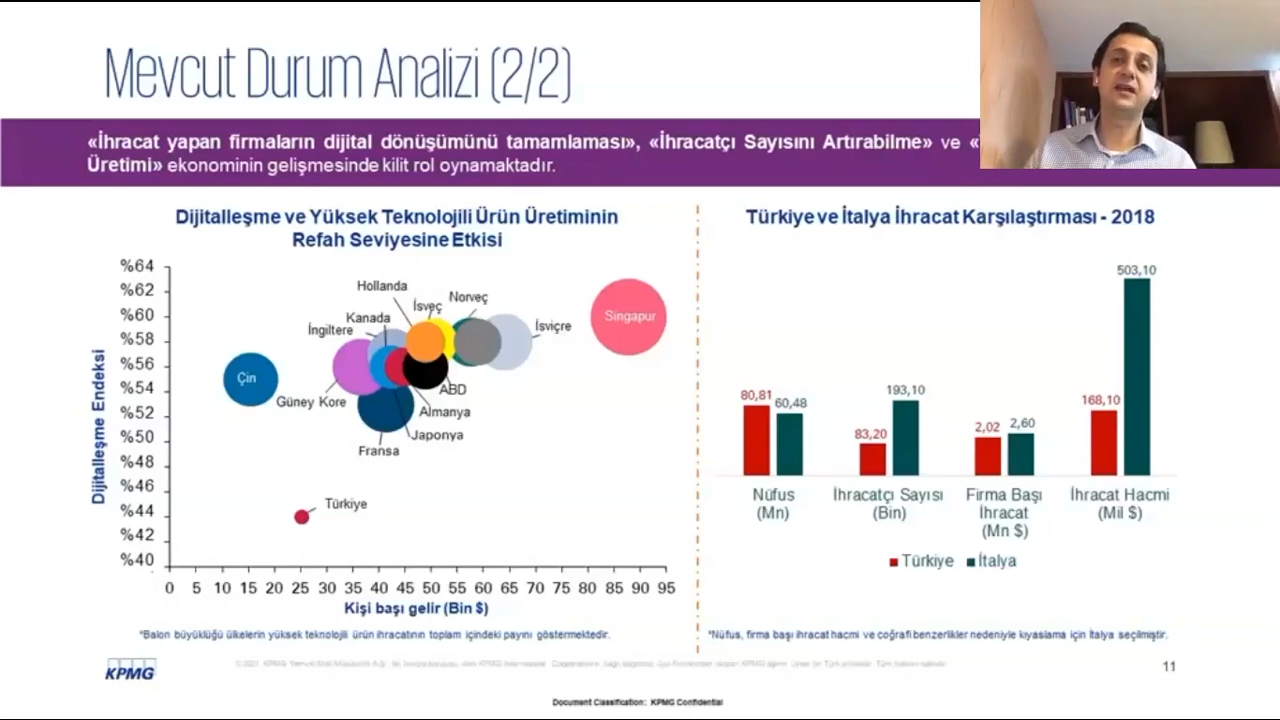 Mevcut Durum Analizi (2/2)
«İhracat yapan firmaların dijital dönüşümünü tamamlaması», «İhracatçı Sayısını Artırabilme» ve «
Üretimi» ekonominin gelişmesinde kilit rol oynamaktadır.
Dijitalleşme ve Yüksek Teknolojili Ürün Üretiminin
Refah Seviyesine Etkisi
Dijitalleşme Endeksi
%64
%62
%60
%58
%56
%54
%52
%50
%48
%46
%44
%42
%40
Hollanda
İsveç
Norveç
Kanada
İngiltere
İsviçre
Singapur
Çin
Güney Kore
ABD
Almanya
Japonya
Fransa
Türkiye
0 5 10 15 20 25 30 35 40 45 50 55 60 65 70 75 80 85 90 95
Kişi başı gelir (Bin $)
*Balon büyüklüğü ülkelerin yüksek teknolojili ürün ihracatının toplam içindeki payını göstermektedir.
Türkiye ve İtalya İhracat Karşılaştırması - 2018
80,81 60,48
83,20 193,10
2,02 2,60
168,10 503,10
Nüfus
(Mn)
İhracatçı Sayısı
(Bin)
Firma Başı
İhracat
(Mn $)
İhracat Hacmi
(Mil $)
Türkiye İtalya
*Nüfus, firma başı ihracat hacmi ve coğrafi benzerlikler nedeniyle kıyaslama için İtalya seçilmiştir.
KPMG
11
Document Classification: KPMG Confidential